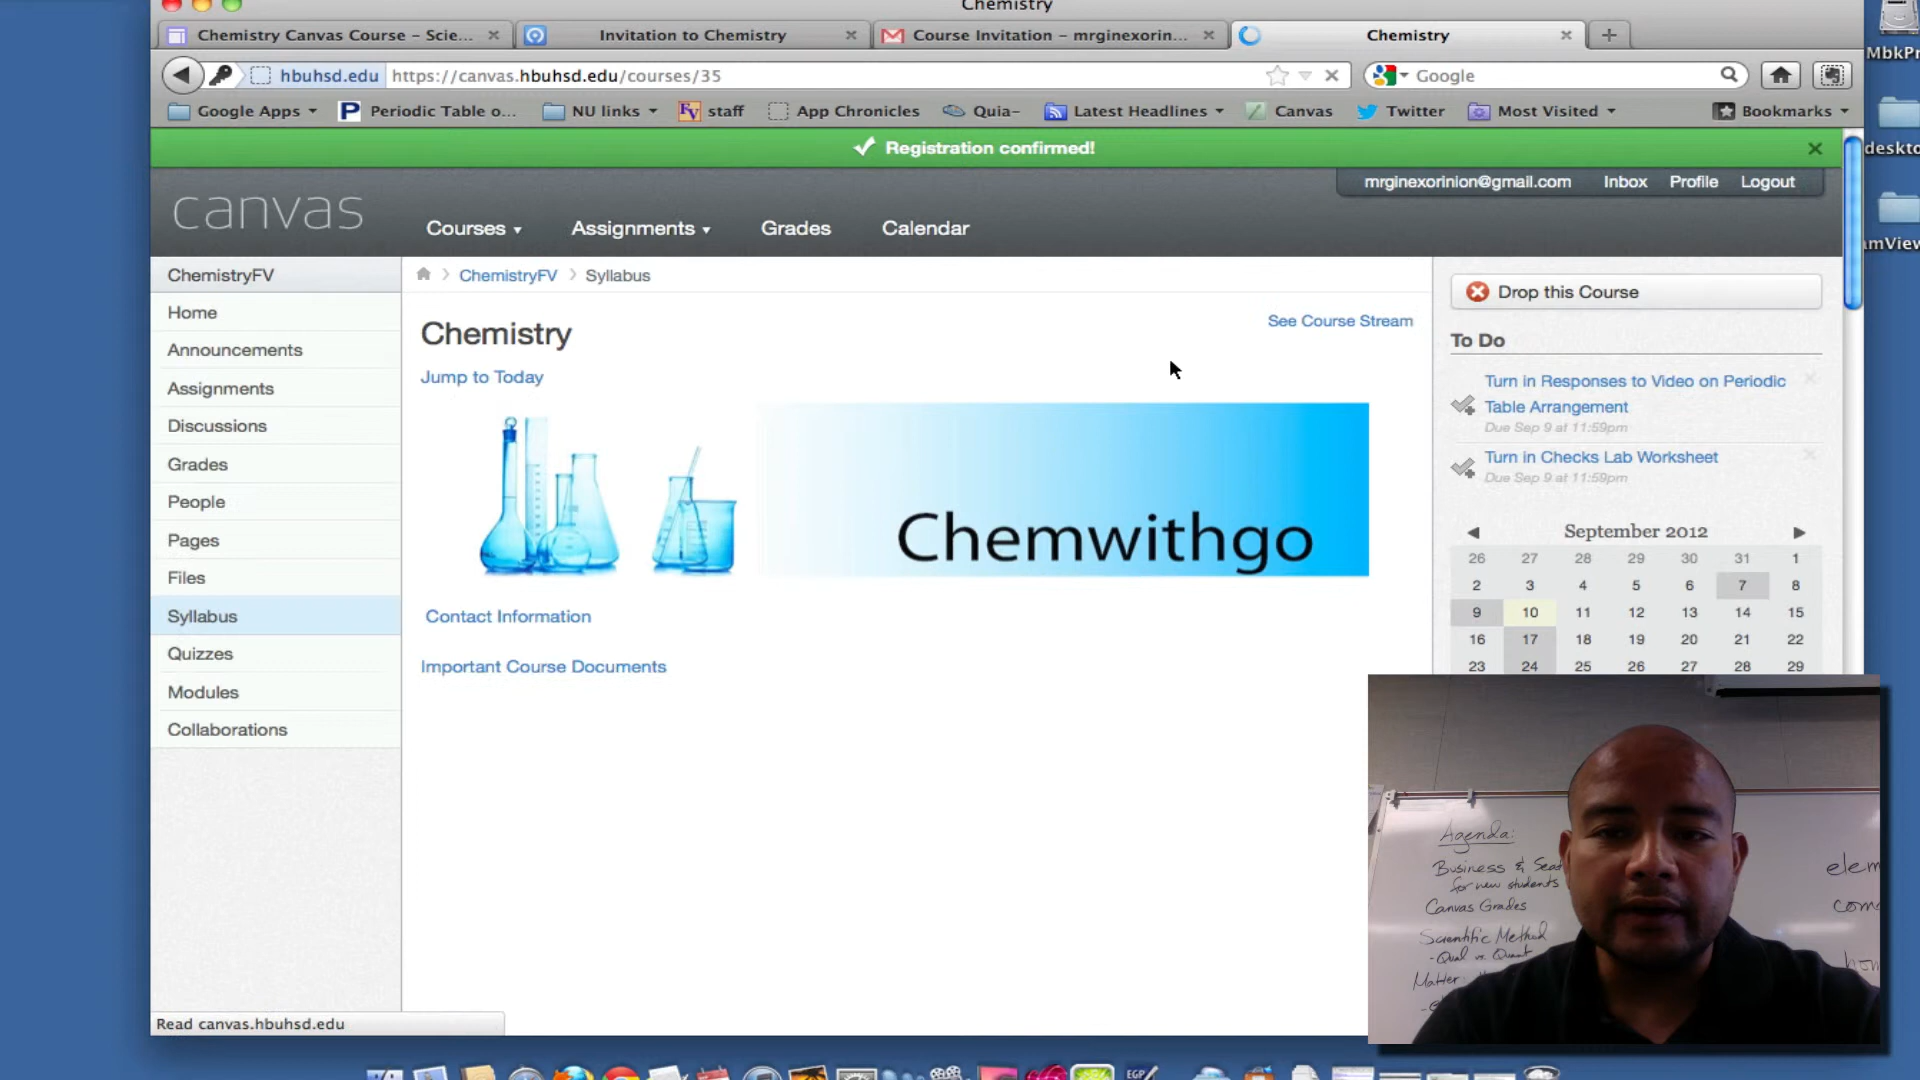 Chemistry
Chemistry Canvas Course – Scie...
Invitation to Chemistry
Course Invitation – mrginexorin...
Chemistry
hbuhsd.edu
https://canvas.hbuhsd.edu/courses/35
Google
MbkPr
Google Apps
Periodic Table o...
NU links
staff
App Chronicles
Quia-
Latest Headlines
Canvas
Twitter
Most Visited
Bookmarks
Registration confirmed!
deskto
mrginexorinion@gmail.com
Inbox
Profile
Logout
canvas
Courses
Assignments
Grades
Calendar
amView
ChemistryFV
Home
Announcements
Assignments
Discussions
Grades
People
Pages
Files
Syllabus
Quizzes
Modules
Collaborations
ChemistryFV
Syllabus
Chemistry
See Course Stream
Jump to Today
Chemwithgo
Contact Information
Important Course Documents
Drop this Course
To Do
Turn in Responses to Video on Periodic
Table Arrangement
Due Sep 9 at 11:59pm
Turn in Checks Lab Worksheet
Due Sep 9 at 11:59pm
September 2012
26 27 28 29 30 31 1
2 3 4 5 6 7 8
9 10 11 12 13 14 15
16 17 18 19 20 21 22
23 24 25 26 27 28 29
Agenda:
Business & Seat
for new students
Canvas Grades
Scientific Method
- Qual vs. Quant
Matter:
elem
com
hom
Read canvas.hbuhsd.edu